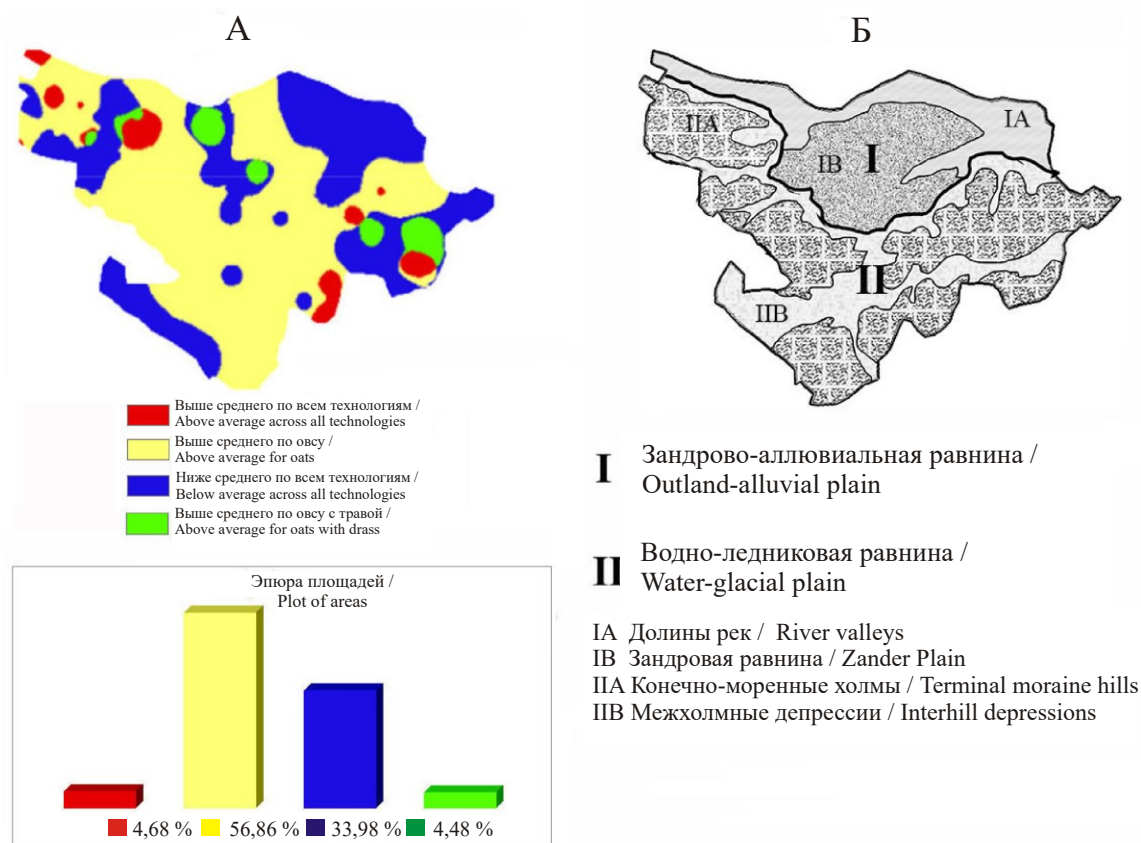 А
Выше среднего по всем технологиям /
Above average across all technologies
Выше среднего по овсу /
Above average for oats
Ниже среднего по всем технологиям /
Below average across all technologies
Выше среднего по овсу с травой /
Above average for oats with drass
Эпюра площадей /
Plot of areas
4,68 % 56,86 % 33,98 % 4,48 %
Б
IIA
IB
I
IA
II
IIB
I Зандрово-аллювиальная равнина /
Outland-alluvial plain
II Водно-ледниковая равнина /
Water-glacial plain
IA Долины рек / River valleys
IB Зандровая равнина / Zander Plain
IIA Конечно-моренные холмы / Terminal moraine hills
IIB Межхолмные депрессии / Interhill depressions